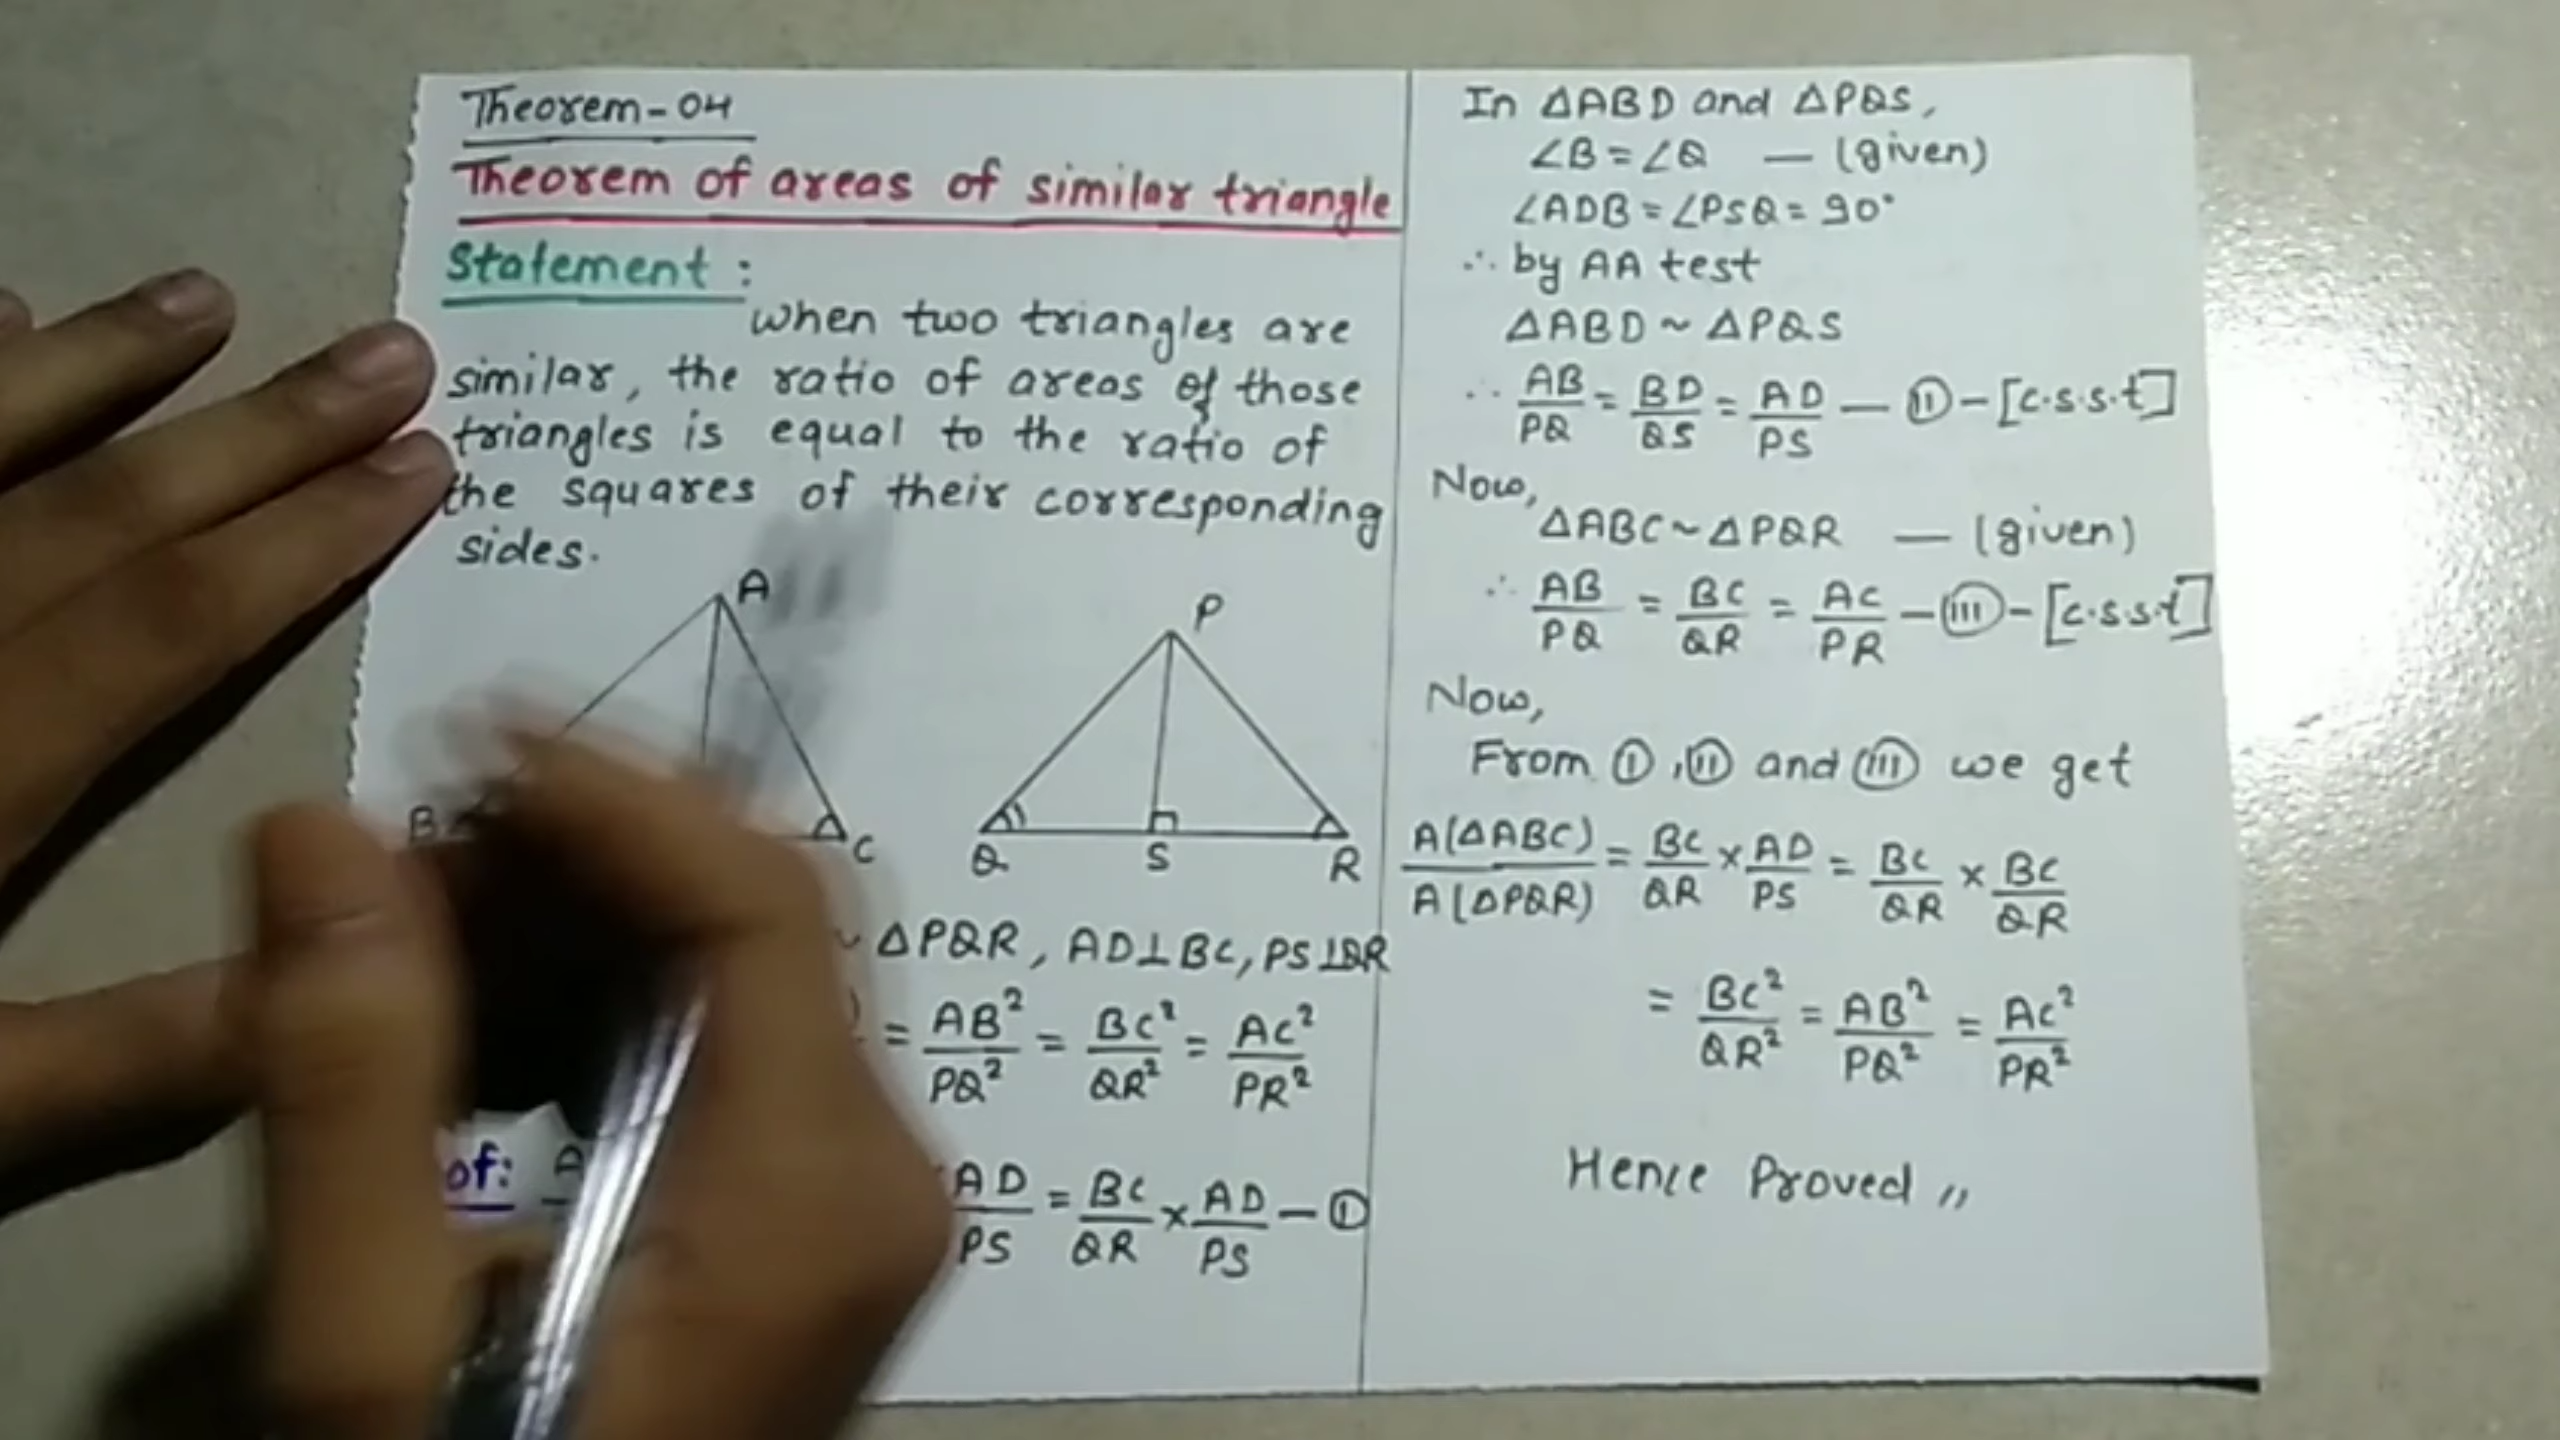 Theorem-04
Theorem of areas of similar triangle
Statement :
When two triangles are
similar, the ratio of areas of those
triangles is equal to the ratio of
the squares of their corresponding
sides.
A
B
C
P
Q
S
R
~ ΔPQR, AD⊥BC, PS⊥QR
= AB²/PQ² = BC²/QR² = AC²/PR²
of: A
AD/PS = BC/QR × AD/PS — Ⓘ
In ΔABD and ΔPQS,
∠B = ∠Q — (given)
∠ADB = ∠PSQ = 90°
∴ by AA test
ΔABD ~ ΔPQS
∴ AB/PQ = BD/QS = AD/PS — (II) - [c.s.s.t]
Now,
ΔABC ~ ΔPQR — (given)
∴ AB/PQ = BC/QR = AC/PR — (III) - [c.s.s.t]
Now,
From (I), (II) and (III) we get
A(ΔABC)/A(ΔPQR) = BC/QR × AD/PS = BC/QR × BC/QR
= BC²/QR² = AB²/PQ² = AC²/PR²
Hence Proved ,,